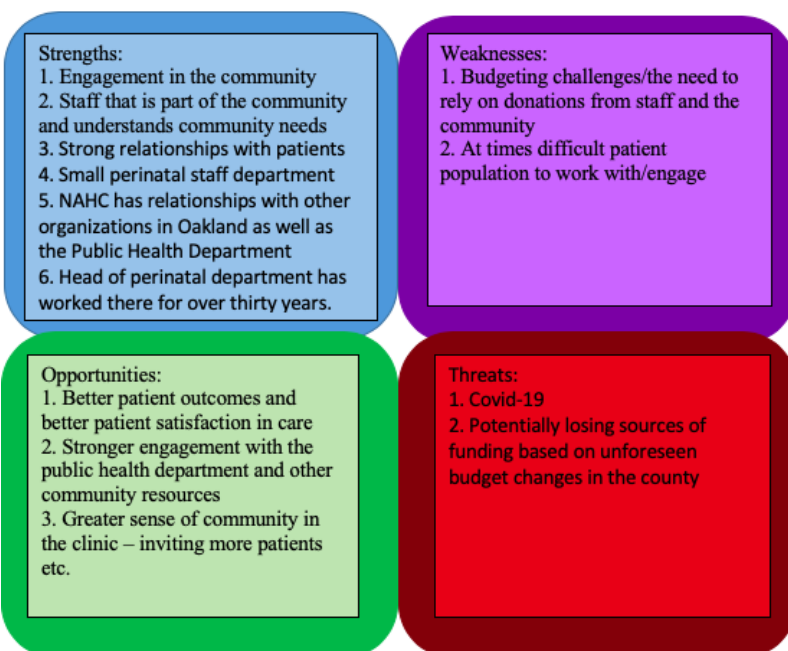 Strengths:
1. Engagement in the community
2. Staff that is part of the community
and understands community needs
3. Strong relationships with patients
4. Small perinatal staff department
5. NAHC has relationships with other
organizations in Oakland as well as
the Public Health Department
6. Head of perinatal department has
worked there for over thirty years.
Weaknesses:
1. Budgeting challenges/the need to
rely on donations from staff and the
community
2. At times difficult patient
population to work with/engage
Opportunities:
1. Better patient outcomes and
better patient satisfaction in care
2. Stronger engagement with the
public health department and other
community resources
3. Greater sense of community in
the clinic – inviting more patients
etc.
Threats:
1. Covid-19
2. Potentially losing sources of
funding based on unforeseen
budget changes in the county